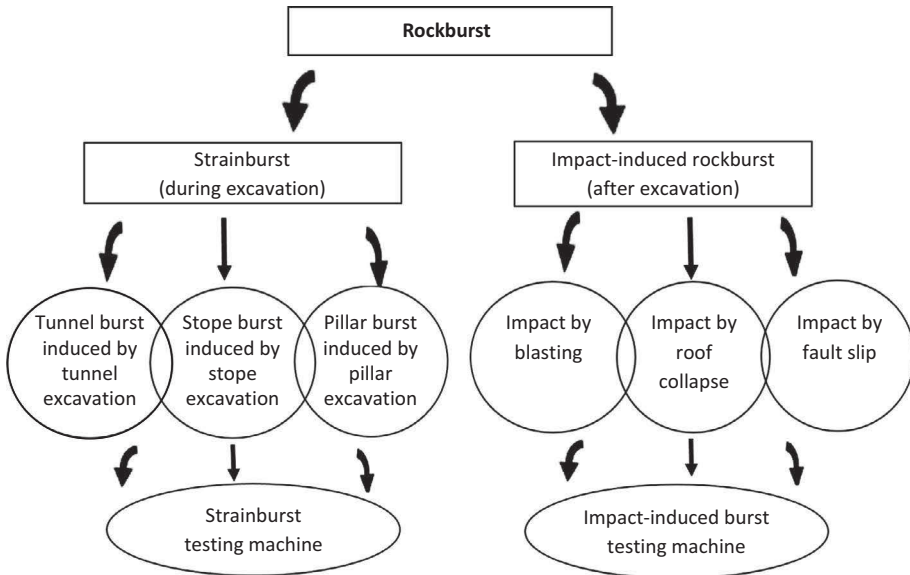 Rockburst
Strainburst
(during excavation)
Impact-induced rockburst
(after excavation)
Tunnel burst
induced by
tunnel
excavation
Stope burst
induced by
stope
excavation
Pillar burst
induced by
pillar
excavation
Impact by
blasting
Impact by
roof
collapse
Impact by
fault slip
Strainburst
testing machine
Impact-induced burst
testing machine